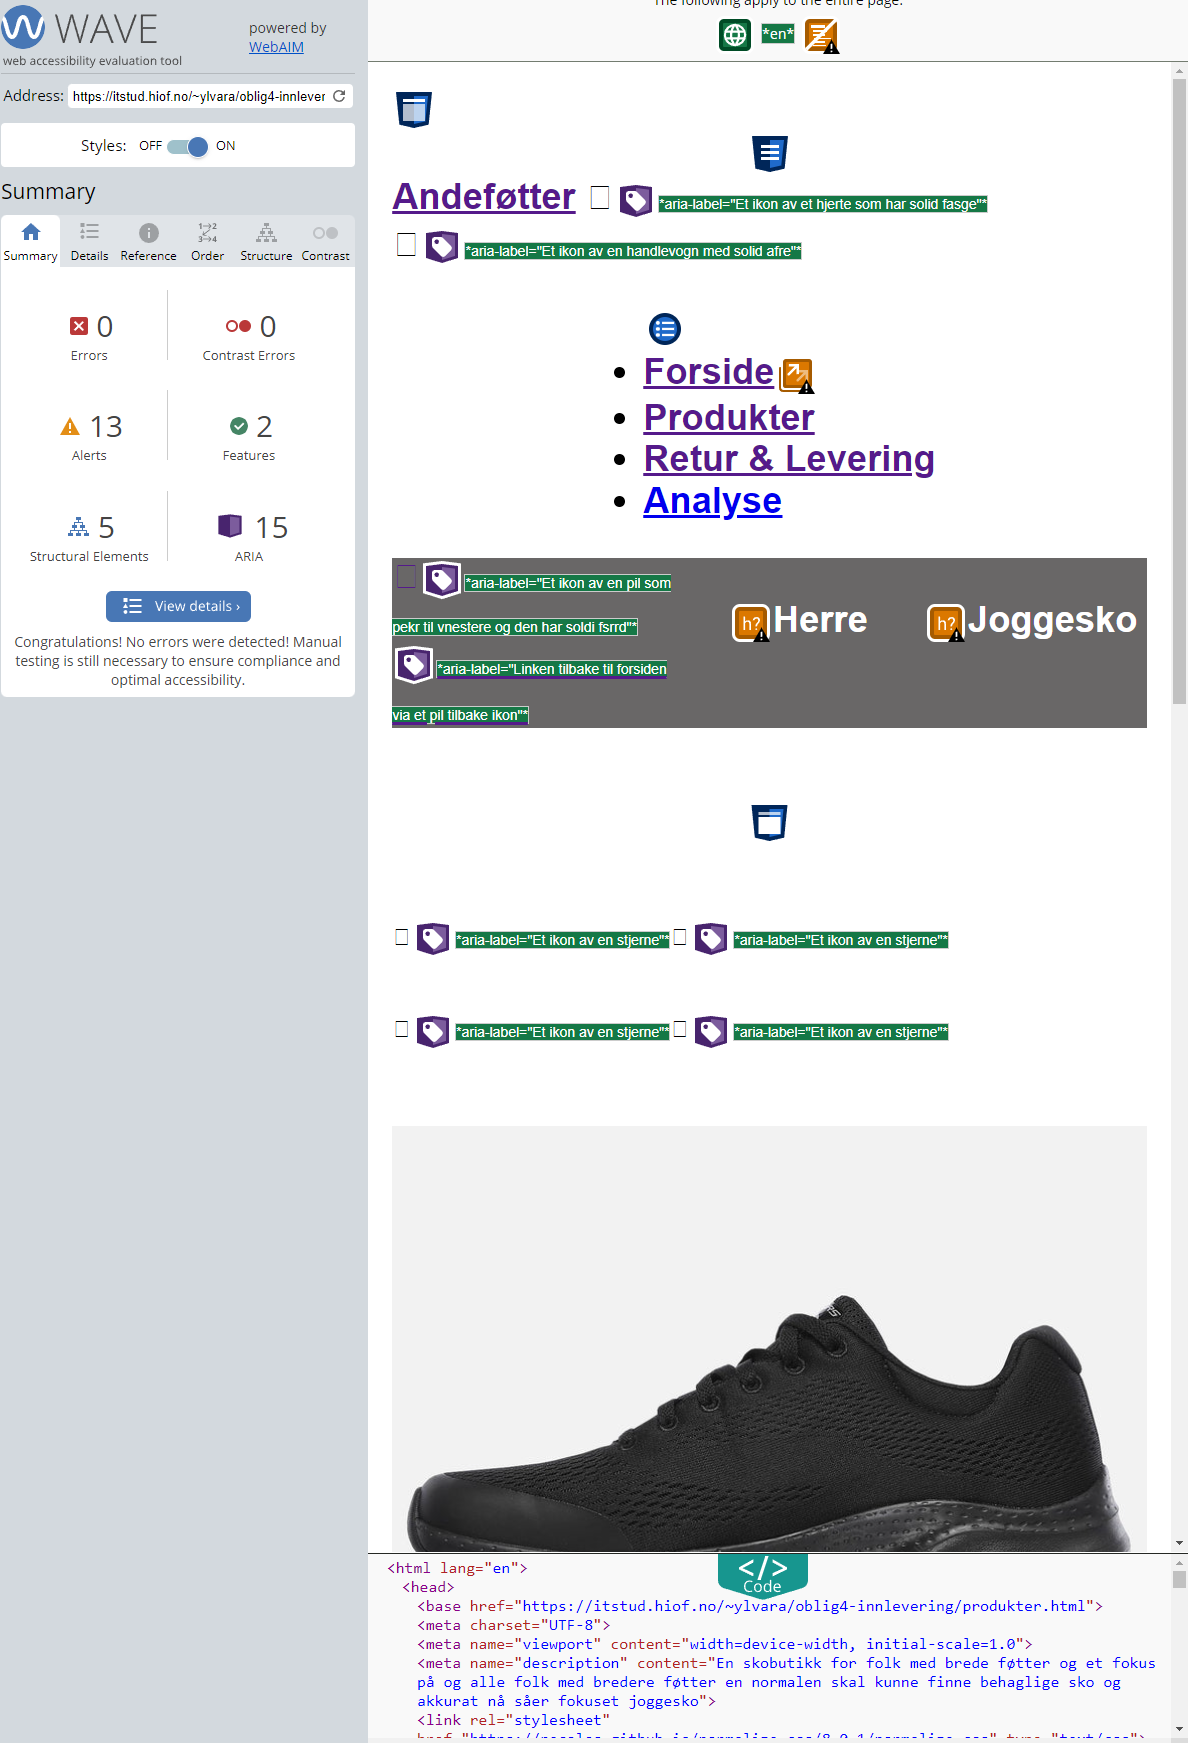 WAVE
powered by
WebAIM
web accessibility evaluation tool
Address: https://itstud.hiof.no/~ylvara/oblig4-innlever
Styles: OFF ON
Summary
1→2
3→4
Summary Details Reference Order Structure Contrast
0 0
Errors Contrast Errors
13 2
Alerts Features
5 15
Structural Elements ARIA
View details ›
Congratulations! No errors were detected! Manual
testing is still necessary to ensure compliance and
optimal accessibility.
The following apply to the entire page:
*en*
Andeføtter *aria-label="Et ikon av et hjerte som har solid fasge"*
*aria-label="Et ikon av en handlevogn med solid afre"*
Forside
Produkter
Retur & Levering
Analyse
*aria-label="Et ikon av en pil som
pekr til vnestere og den har soldi fsrrd"*
h? Herre h? Joggesko
*aria-label="Linken tilbake til forsiden
via et pil tilbake ikon"*
*aria-label="Et ikon av en stjerne"* *aria-label="Et ikon av en stjerne"*
*aria-label="Et ikon av en stjerne"* *aria-label="Et ikon av en stjerne"*
</>
Code
<html lang="en">
<head>
<base href="https://itstud.hiof.no/~ylvara/oblig4-innlevering/produkter.html">
<meta charset="UTF-8">
<meta name="viewport" content="width=device-width, initial-scale=1.0">
<meta name="description" content="En skobutikk for folk med brede føtter og et fokus
på og alle folk med bredere føtter en normalen skal kunne finne behaglige sko og
akkurat nå såer fokuset joggesko">
<link rel="stylesheet"